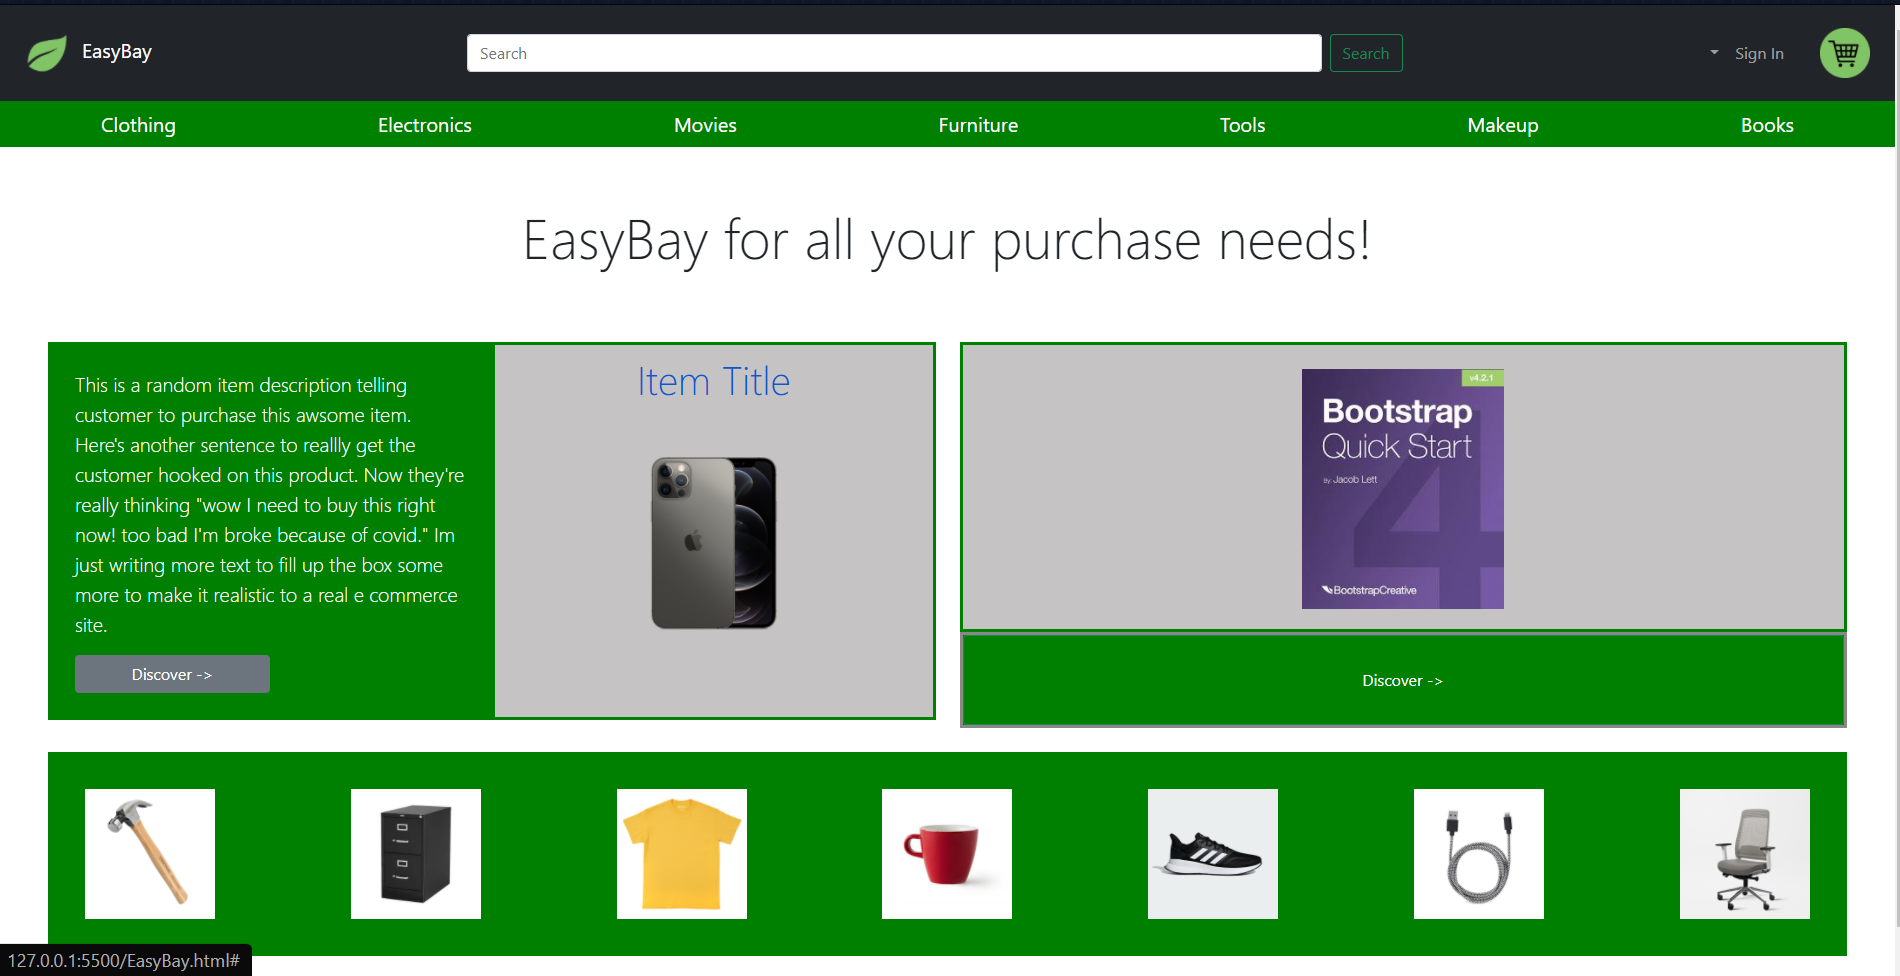 EasyBay
Search
Search
Sign In
Clothing
Electronics
Movies
Furniture
Tools
Makeup
Books
EasyBay for all your purchase needs!
This is a random item description telling
customer to purchase this awsome item.
Here's another sentence to reallly get the
customer hooked on this product. Now they're
really thinking "wow I need to buy this right
now! too bad I'm broke because of covid." Im
just writing more text to fill up the box some
more to make it realistic to a real e commerce
site.
Discover ->
Item Title
v4.2.1
Bootstrap
Quick Start
By: Jacob Lett
4
BootstrapCreative
Discover ->
127.0.0.1:5500/EasyBay.html#